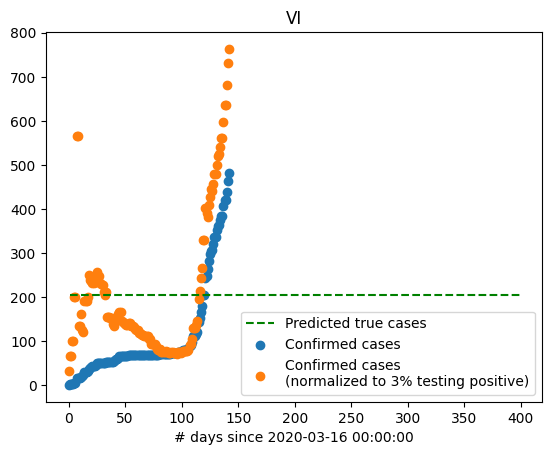 VI
800
700
600
500
400
300
200
100
0
Predicted true cases
Confirmed cases
Confirmed cases
(normalized to 3% testing positive)
0 50 100 150 200 250 300 350 400
# days since 2020-03-16 00:00:00